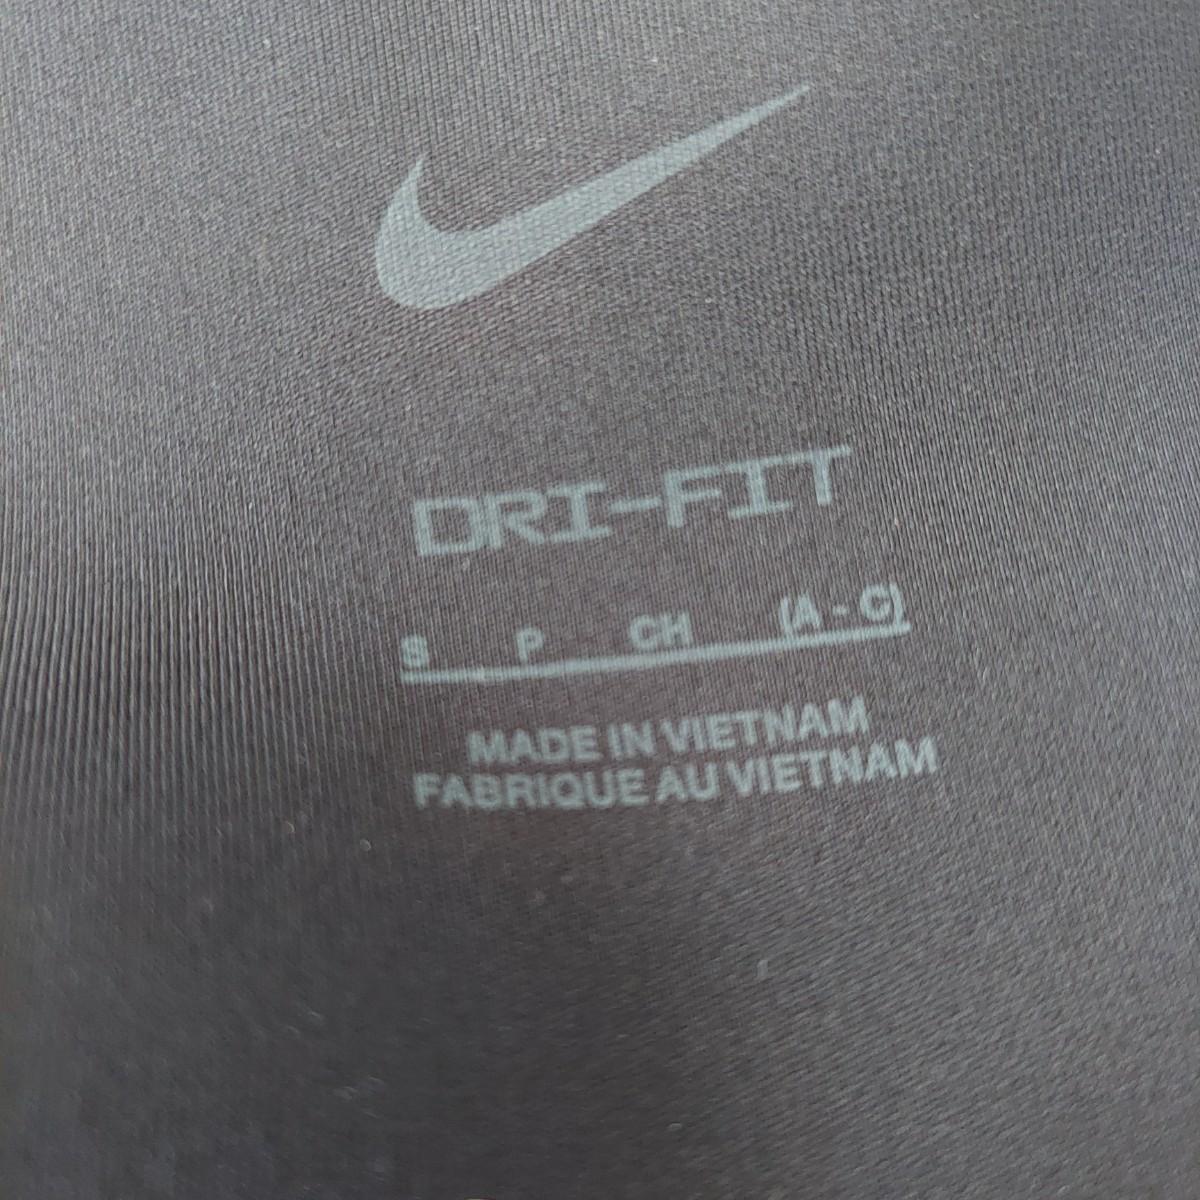 DRI-FIT
S P CH (A - C)
MADE IN VIETNAM
FABRIQUE AU VIETNAM